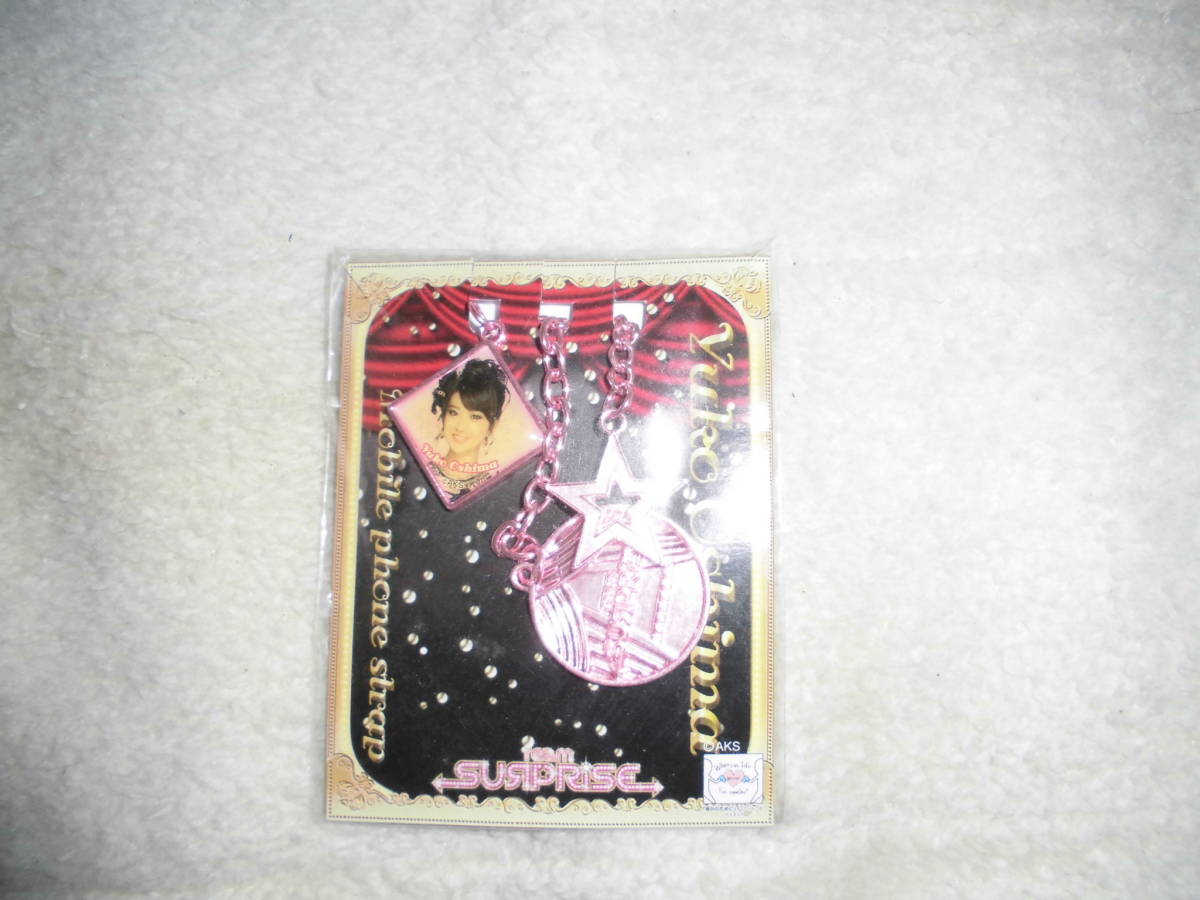 Yuko Oshima
Mobile phone strap
Yuko Oshima
Team
SURPRISE
©AKS